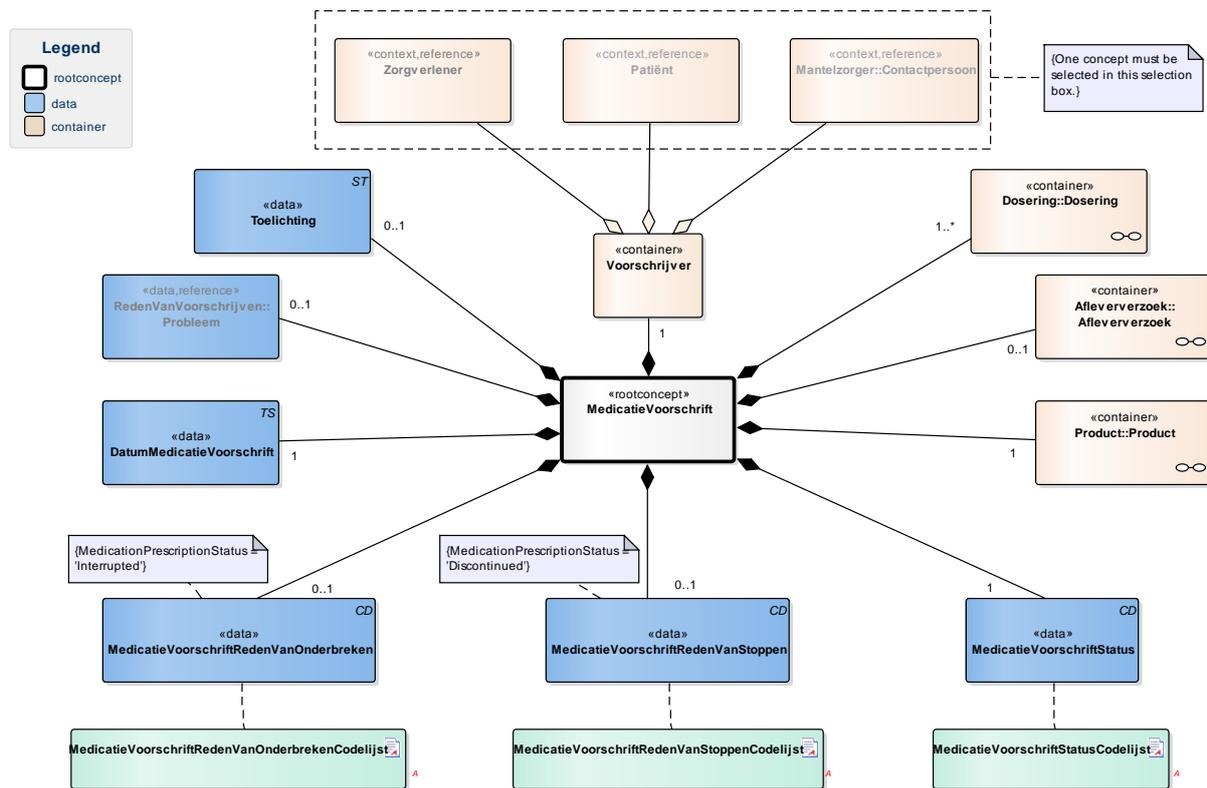 Legend
rootconcept
data
container
«context,reference»
Zorgverlener
«context,reference»
Patiënt
«context,reference»
Mantelzorger::Contactpersoon
{One concept must be
selected in this selection
box.}
ST
«data»
Toelichting
0..1
«container»
Voorschrijver
1
1..*
«container»
Dosering::Dosering
«data,reference»
RedenVanVoorschrijven::
Probleem
0..1
«container»
Afleververzoek::
Afleververzoek
0..1
«rootconcept»
MedicatieVoorschrift
TS
«data»
DatumMedicatieVoorschrift
1
«container»
Product::Product
1
{MedicationPrescriptionStatus =
'Interrupted'}
{MedicationPrescriptionStatus =
'Discontinued'}
0..1
0..1
1
CD
«data»
MedicatieVoorschriftRedenVanOnderbreken
CD
«data»
MedicatieVoorschriftRedenVanStoppen
CD
«data»
MedicatieVoorschriftStatus
MedicatieVoorschriftRedenVanOnderbrekenCodelijst
A
MedicatieVoorschriftRedenVanStoppenCodelijst
A
MedicatieVoorschriftStatusCodelijst
A